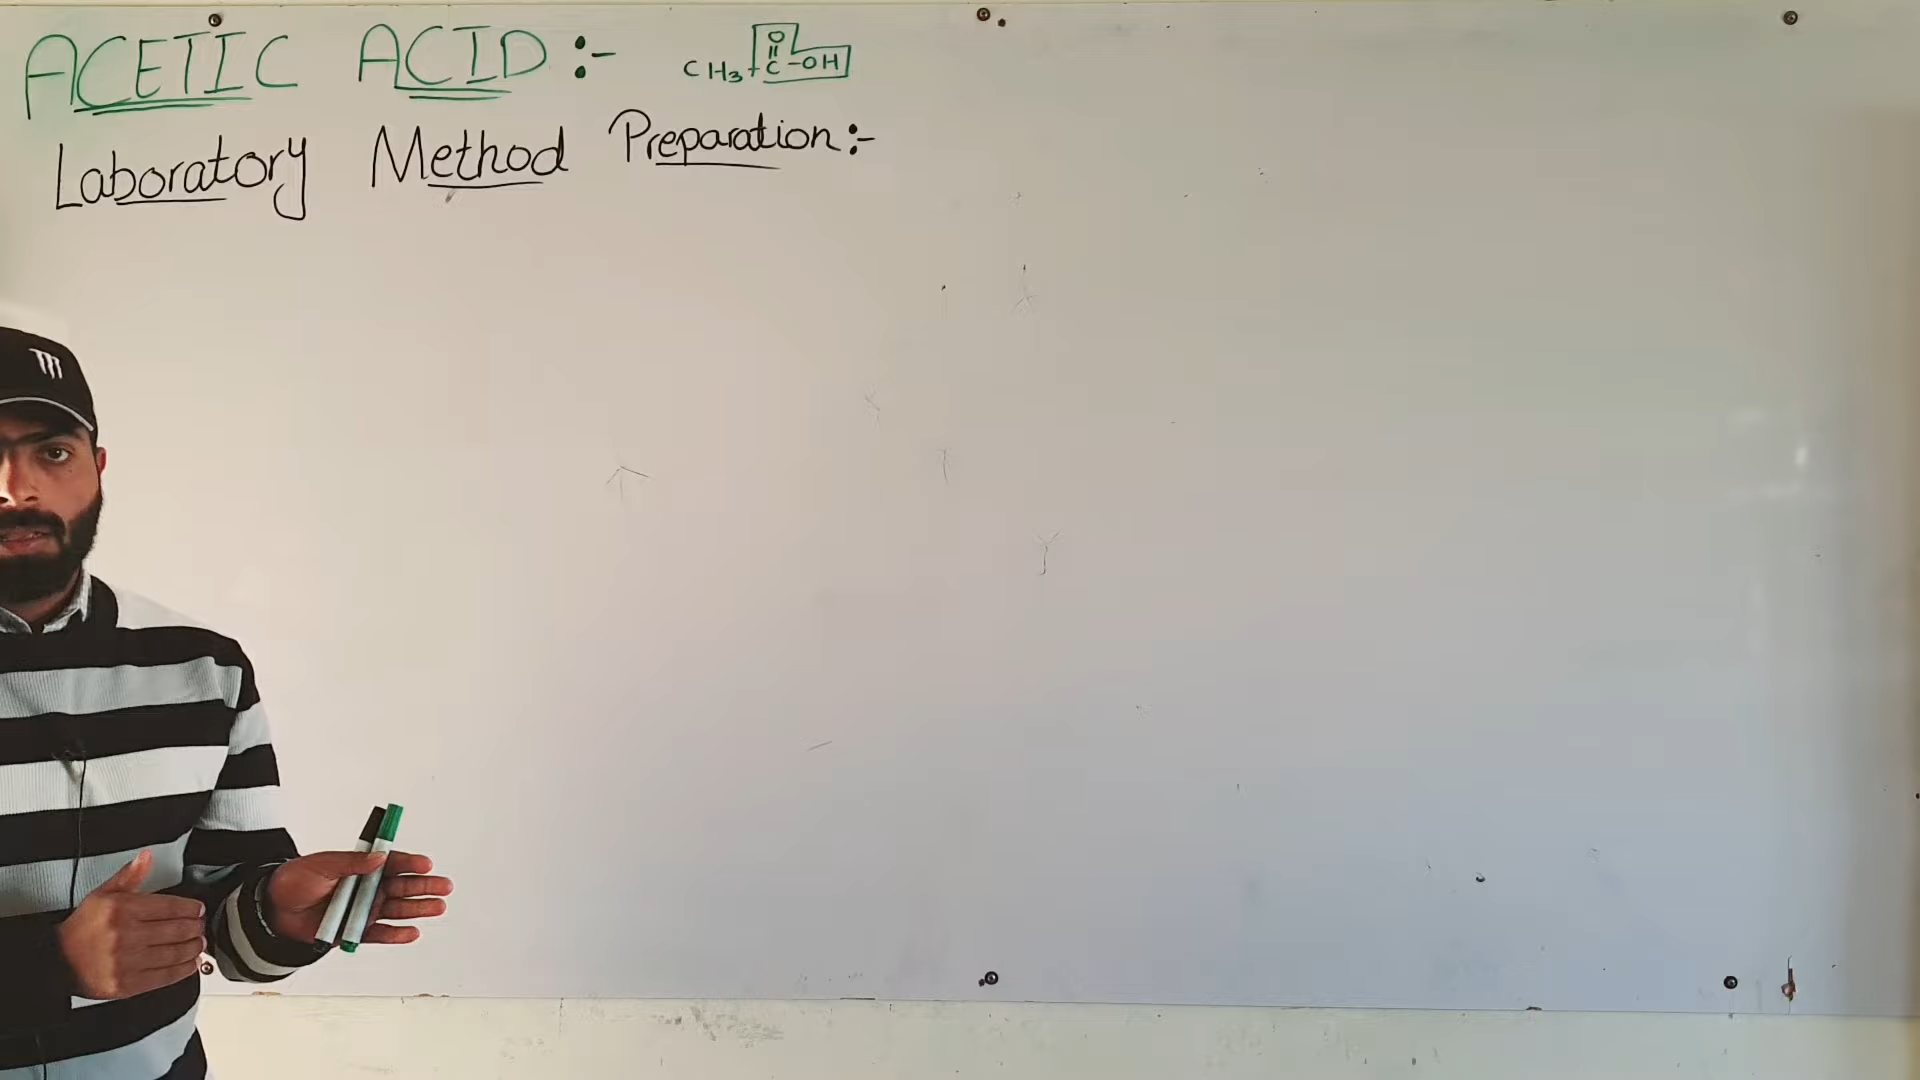 ACETIC ACID :-
O
||
CH3-C-OH
Laboratory Method Preparation:-